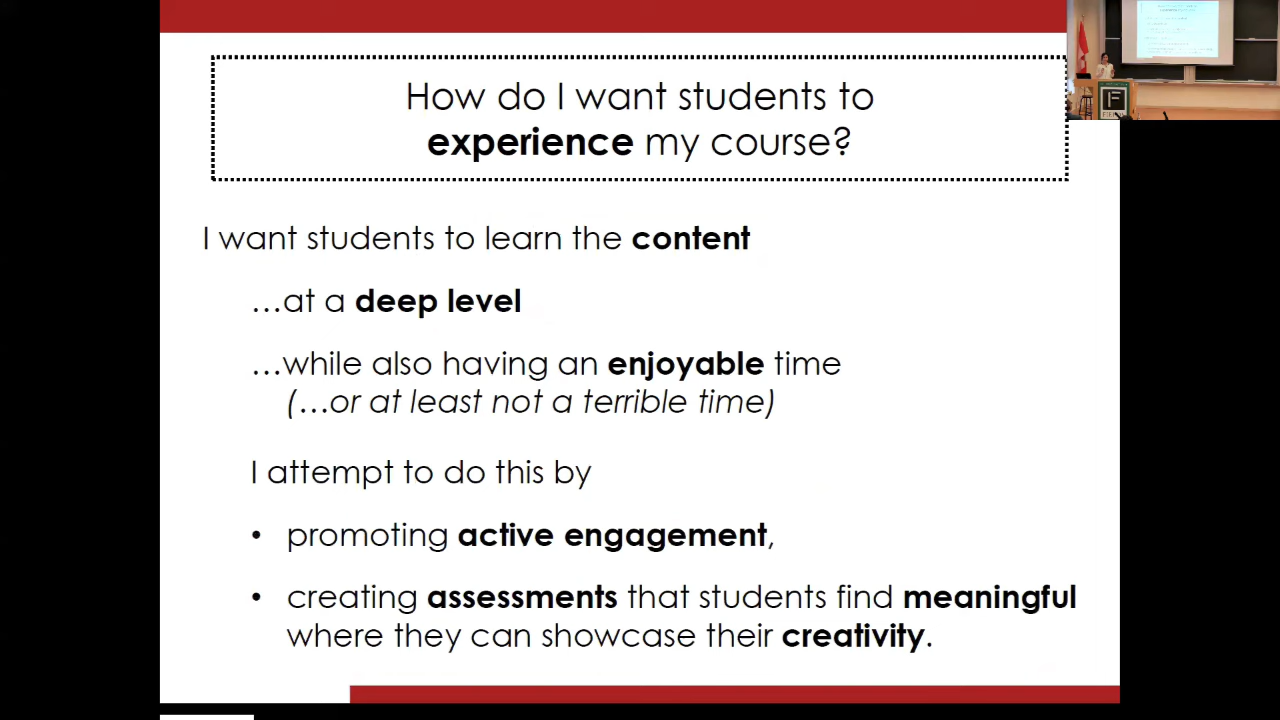 How do I want students to
experience my course?
I want students to learn the content
…at a deep level
…while also having an enjoyable time
(…or at least not a terrible time)
I attempt to do this by
• promoting active engagement,
• creating assessments that students find meaningful
where they can showcase their creativity.